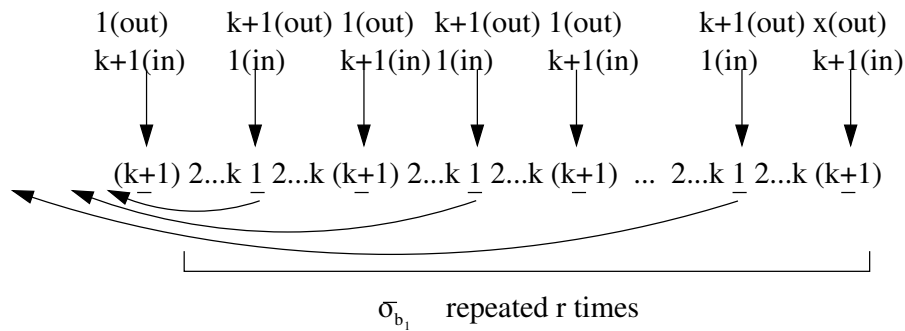 1(out) k+1(out) 1(out) k+1(out) 1(out) k+1(out) x(out)
k+1(in) 1(in) k+1(in) 1(in) k+1(in) 1(in) k+1(in)
(k+1) 2...k 1 2...k (k+1) 2...k 1 2...k (k+1) ... 2...k 1 2...k (k+1)
σ̄_b₁ repeated r times